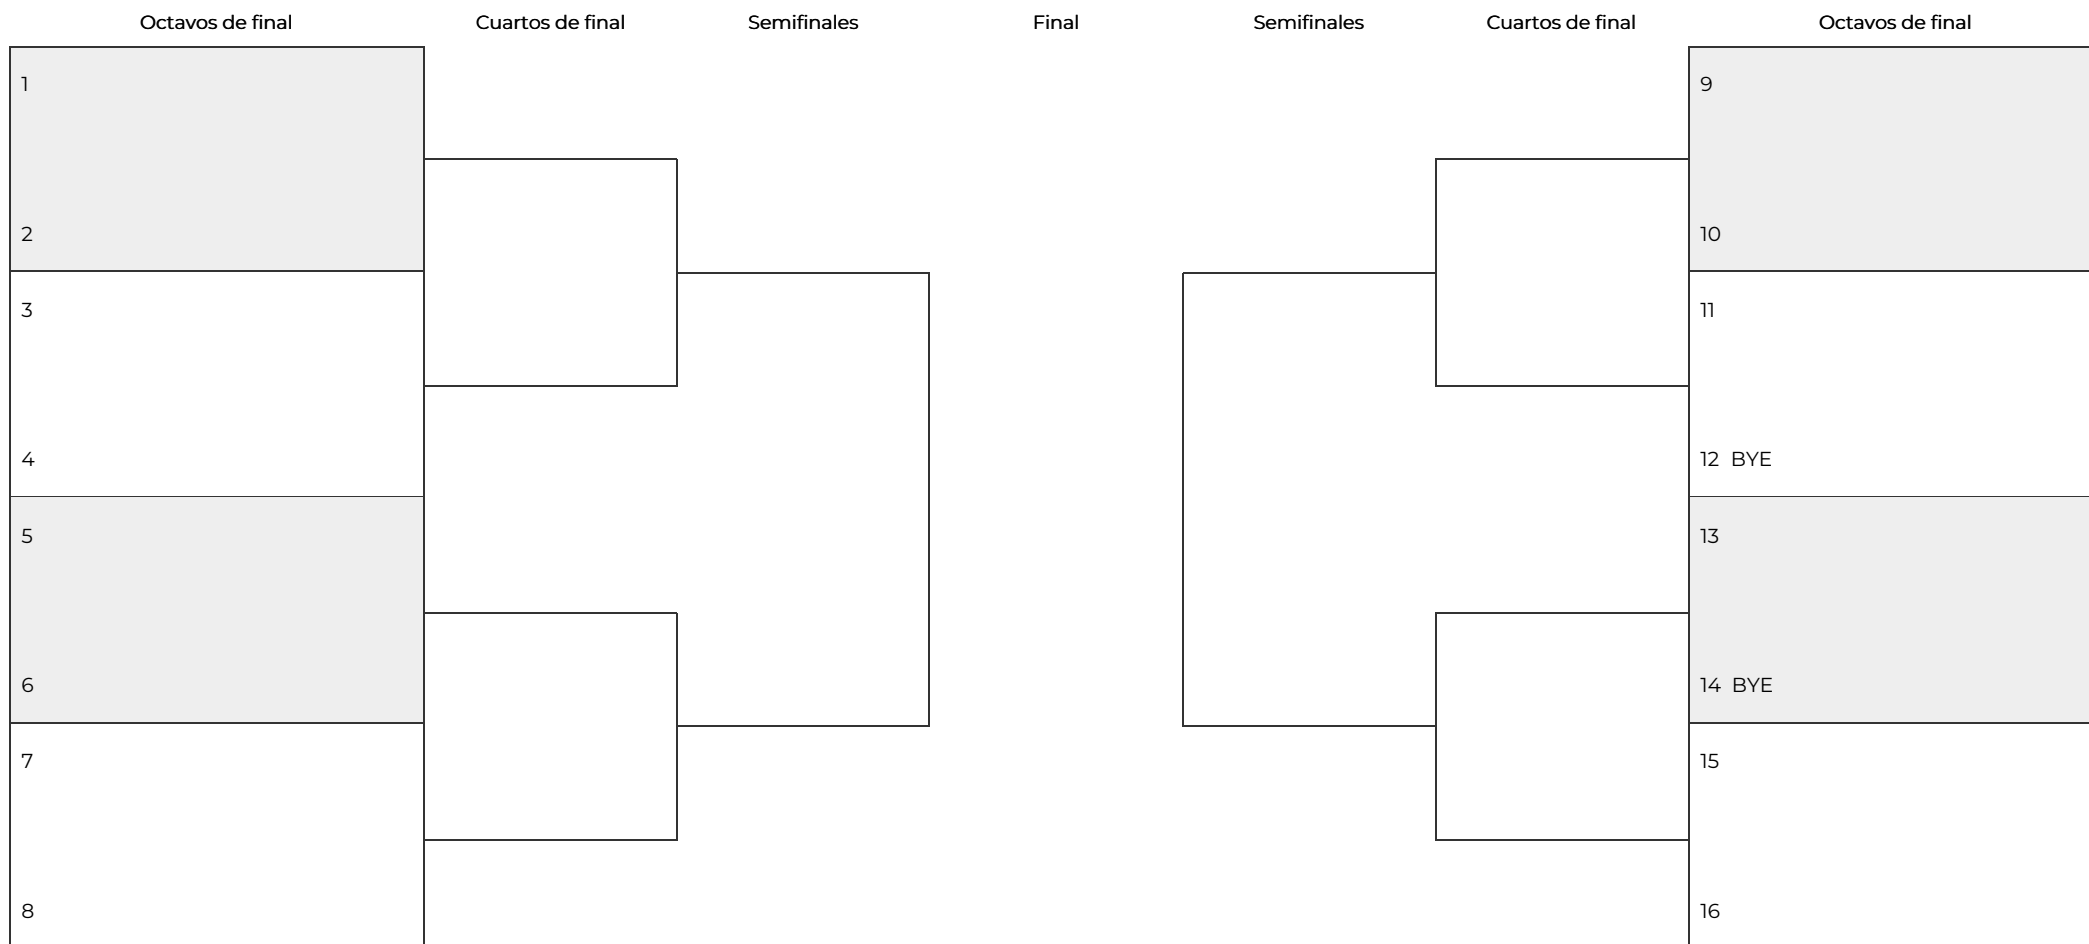 Octavos de final Cuartos de final Semifinales Final Semifinales Cuartos de final Octavos de final
1 9
2 10
3 11
4 12 BYE
5 13
6 14 BYE
7 15
8 16